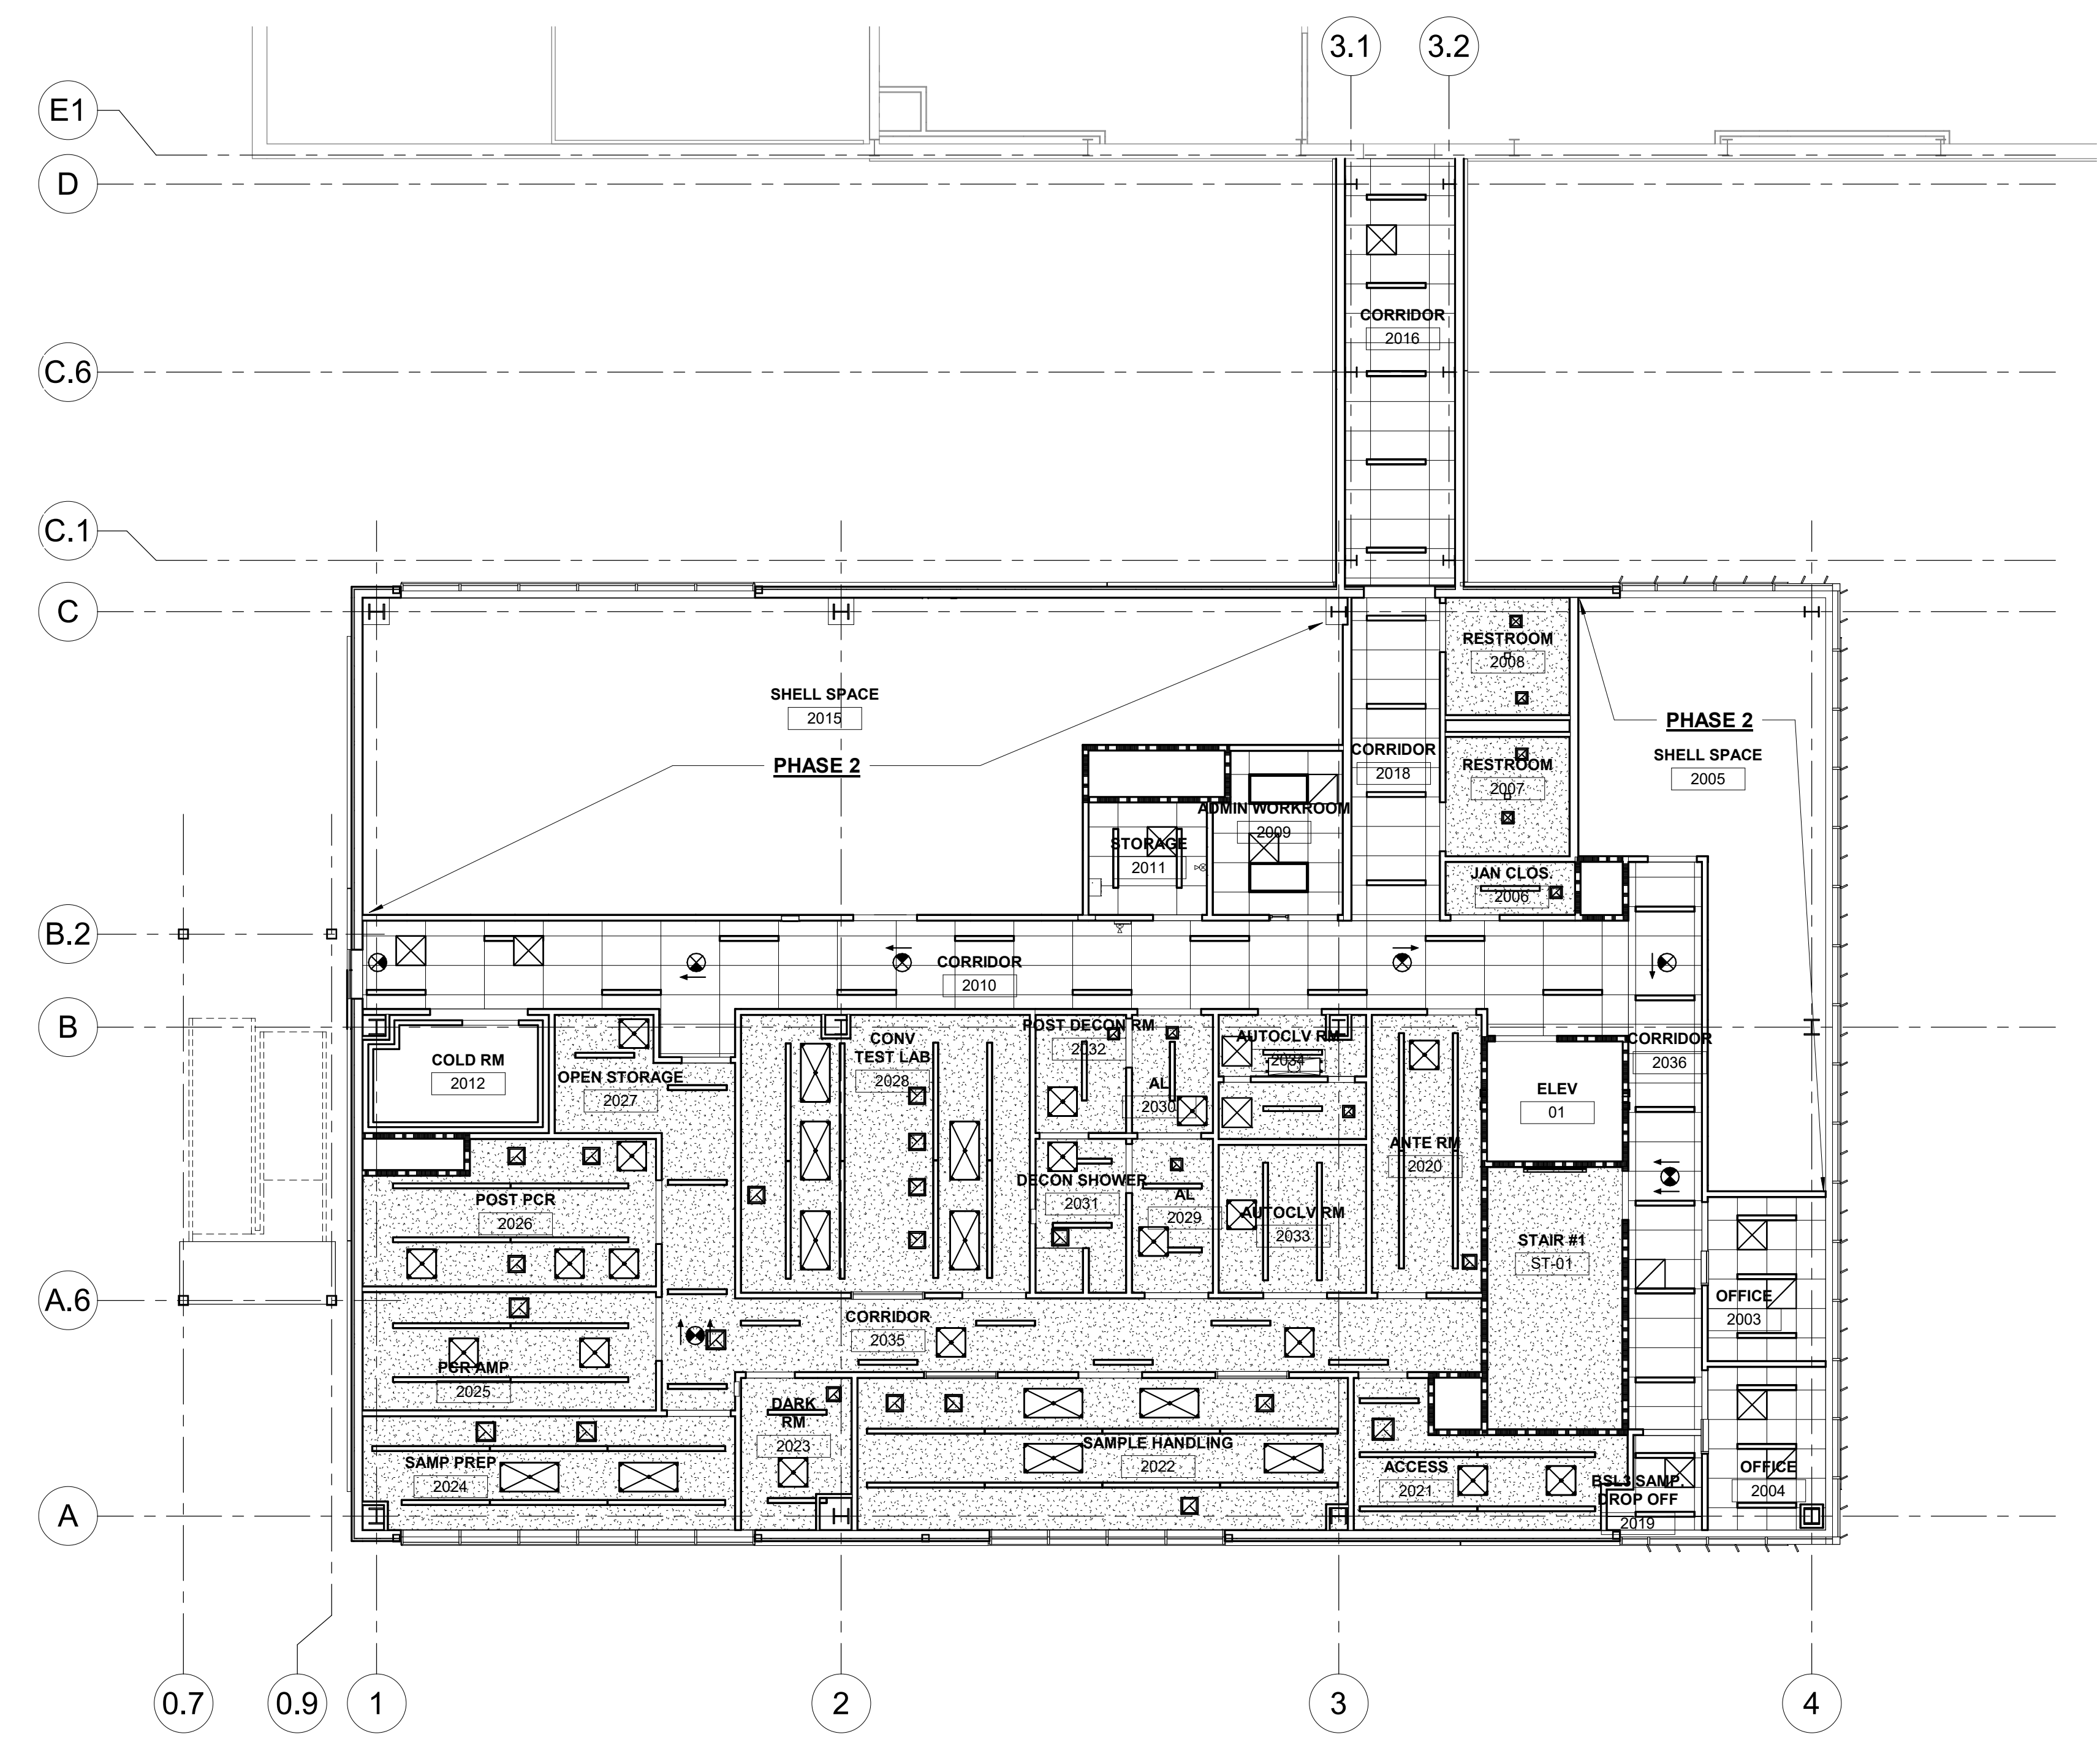 3.1
3.2
E1
D
CORRIDOR
2016
C.6
C.1
C
RESTROOM
2008
SHELL SPACE
2015
PHASE 2
PHASE 2
SHELL SPACE
2005
CORRIDOR
2018
RESTROOM
2007
ADMIN WORKROOM
2009
STORAGE
2011
JAN CLOS.
2006
B.2
CORRIDOR
2010
B
COLD RM
2012
OPEN STORAGE
2027
CONV
TEST LAB
2028
POST DECON RM
2032
AL
2030
AUTOCLV RM
2034
ELEV
01
CORRIDOR
2036
ANTE RM
2020
POST PCR
2026
DECON SHOWER
2031
AL
2029
AUTOCLV RM
2033
STAIR #1
ST-01
A.6
OFFICE
2003
CORRIDOR
2035
PCR AMP
2025
DARK
RM
2023
SAMPLE HANDLING
2022
SAMP PREP
2024
ACCESS
2021
BSL3 SAMP.
DROP OFF
2019
OFFICE
2004
A
0.7
0.9
1
2
3
4